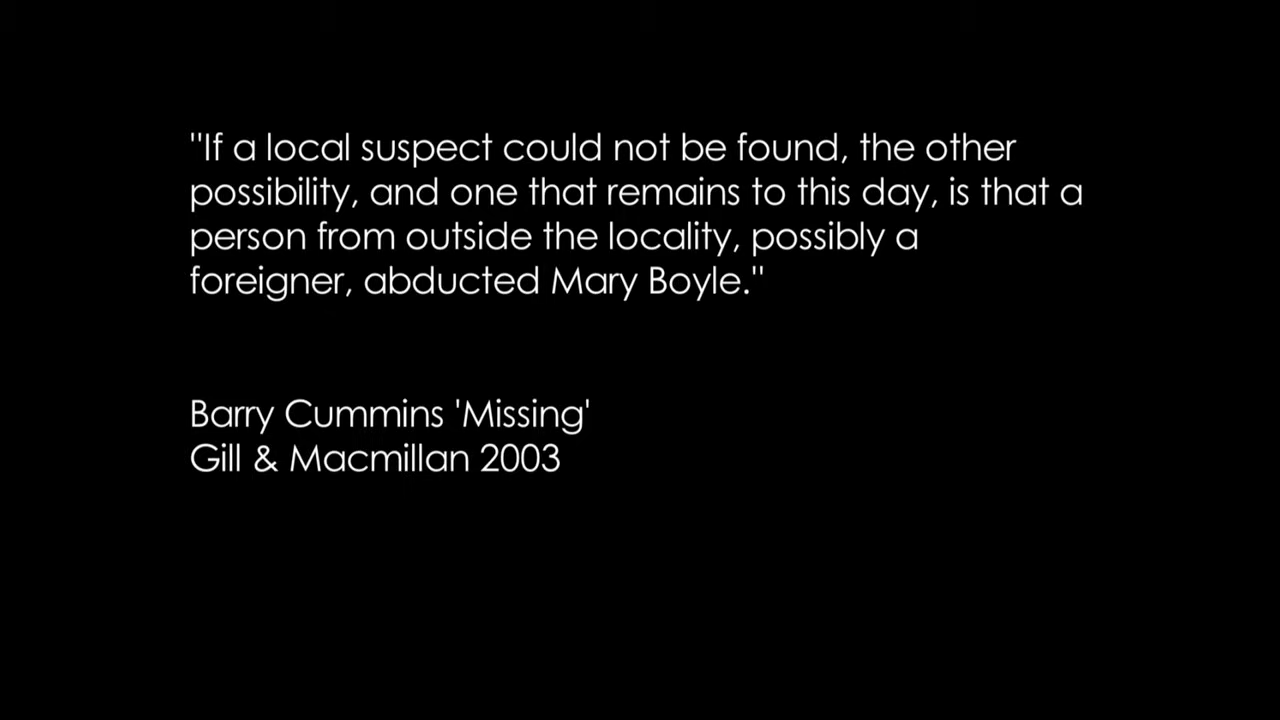 "If a local suspect could not be found, the other
possibility, and one that remains to this day, is that a
person from outside the locality, possibly a
foreigner, abducted Mary Boyle."
Barry Cummins 'Missing'
Gill & Macmillan 2003